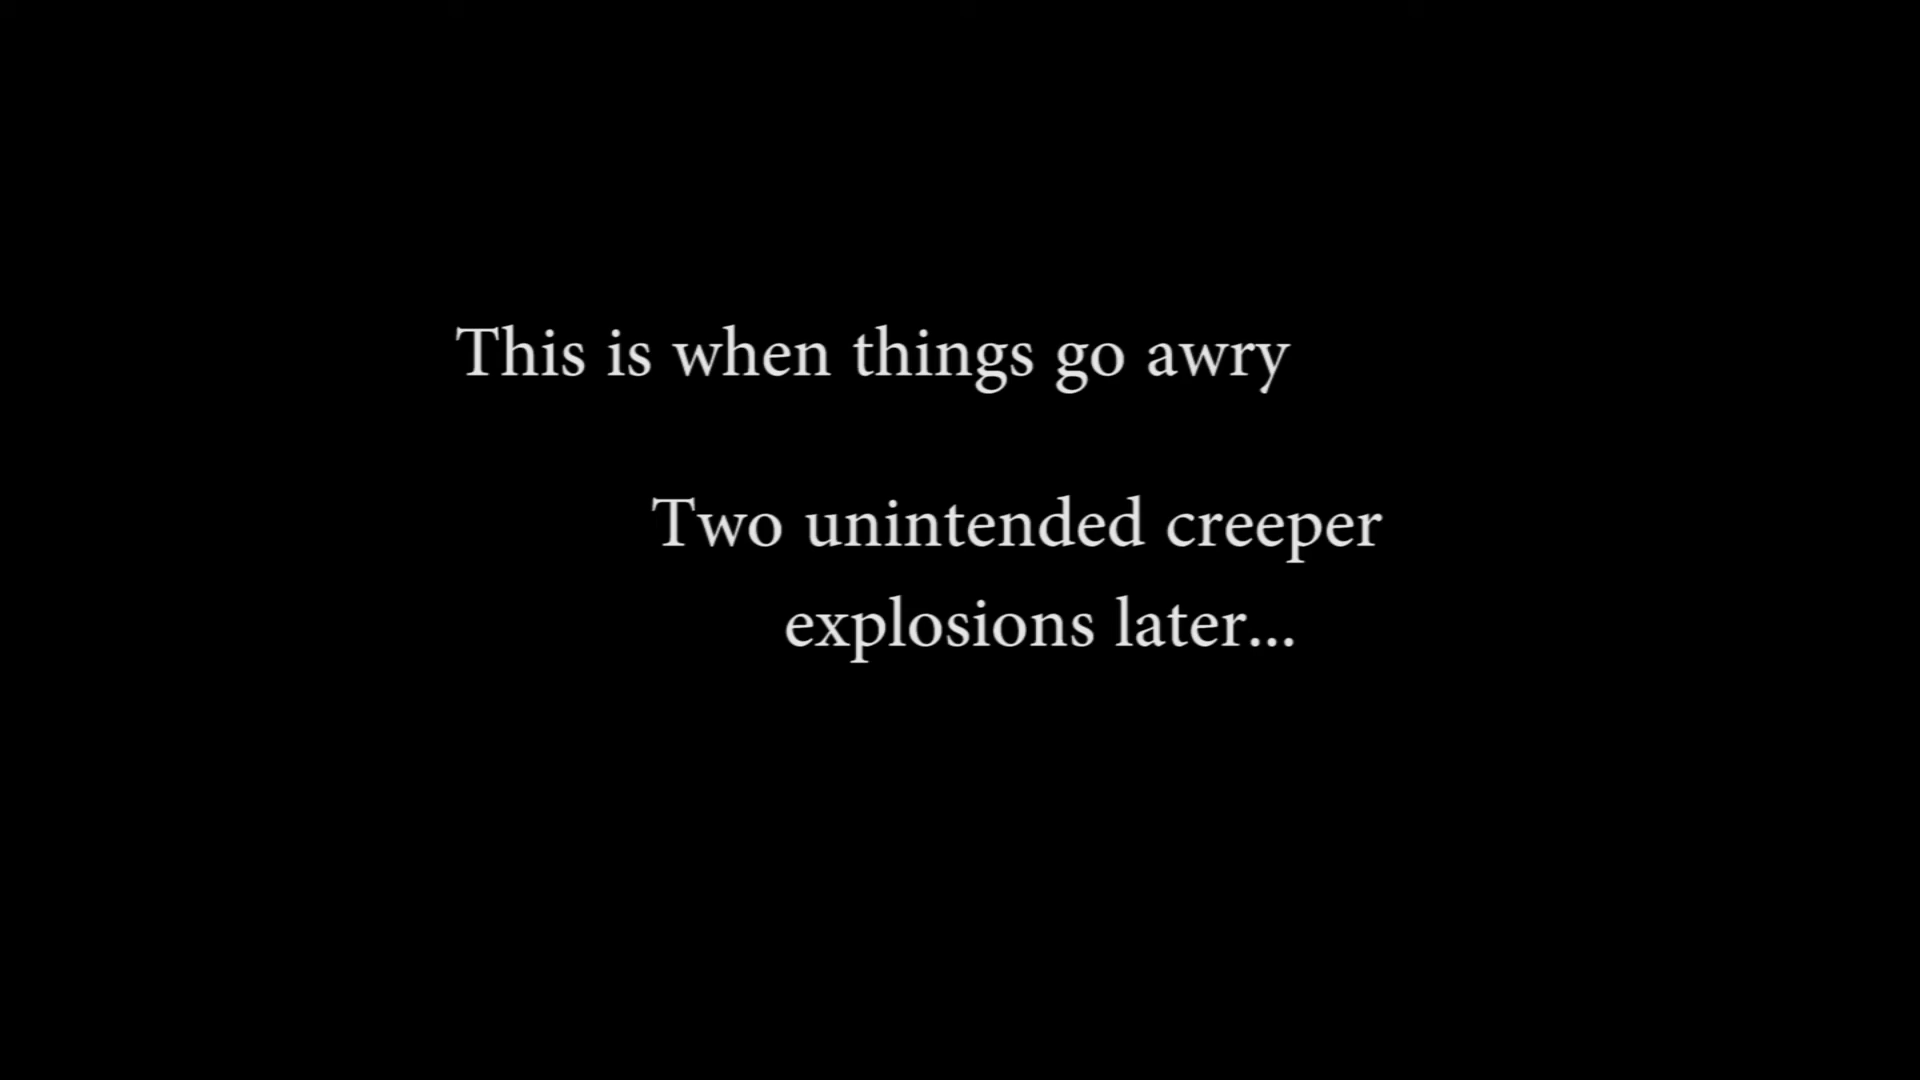 This is when things go awry
Two unintended creeper
explosions later...